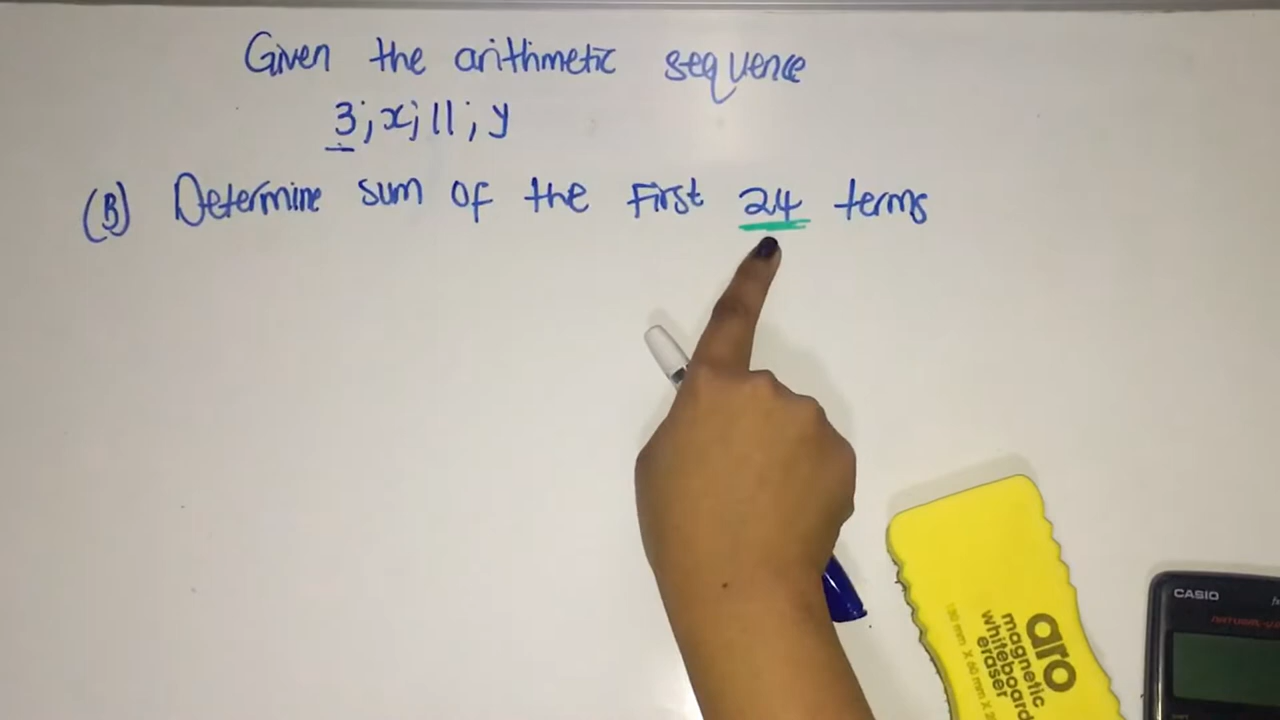 Given the arithmetic sequence
3; x; 11; y
(B) Determine sum of the First 24 terms
CASIO
aro
magnetic
whiteboard
eraser